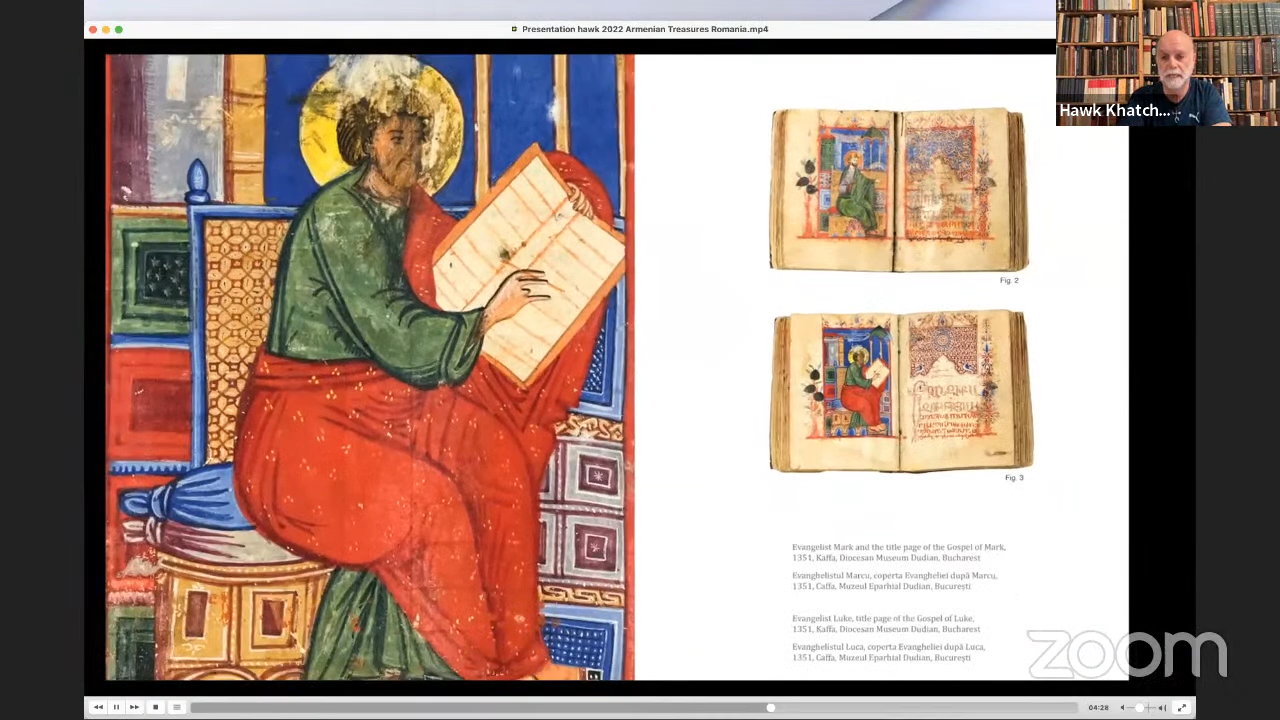 Presentation hawk 2022 Armenian Treasures Romania.mp4
Hawk Khatch...
Fig. 2
Fig. 3
Evangelist Mark and the title page of the Gospel of Mark,
1351, Kaffa, Diocesan Museum Dudian, Bucharest
Evanghelistul Marcu, coperta Evangheliei după Marcu,
1351, Caffa, Muzeul Eparhial Dudian, București
Evangelist Luke, title page of the Gospel of Luke,
1351, Kaffa, Diocesan Museum Dudian, Bucharest
Evanghelistul Luca, coperta Evangheliei după Luca,
1351, Caffa, Muzeul Eparhial Dudian, București
zoom
04:28